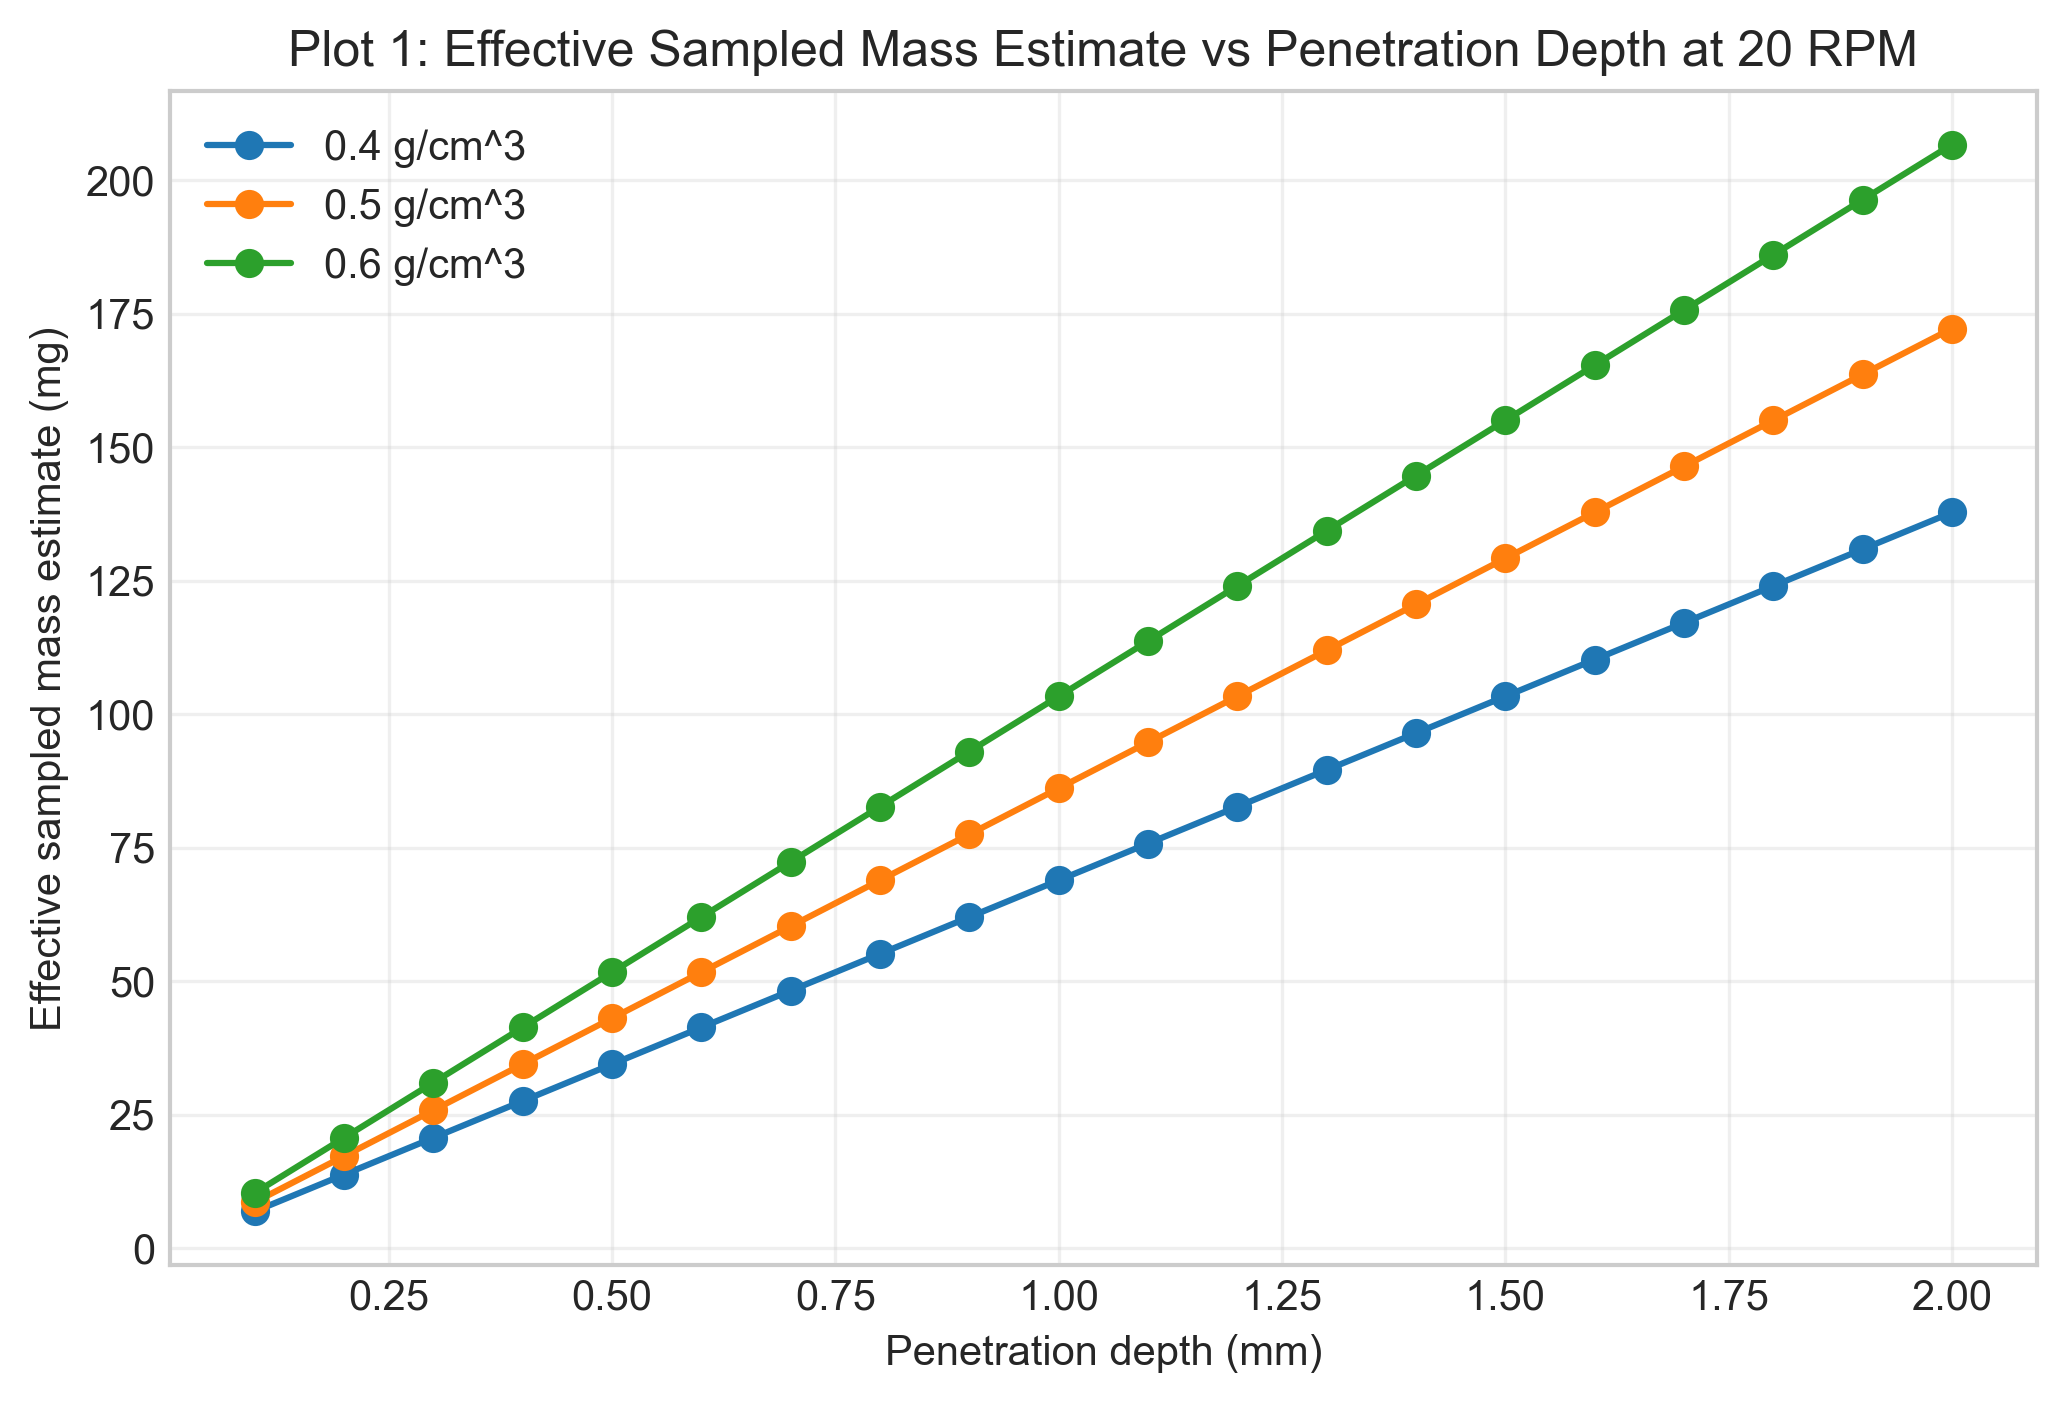 Plot 1: Effective Sampled Mass Estimate vs Penetration Depth at 20 RPM
0.4 g/cm^3
0.5 g/cm^3
0.6 g/cm^3
Effective sampled mass estimate (mg)
200
175
150
125
100
75
50
25
0
0.25 0.50 0.75 1.00 1.25 1.50 1.75 2.00
Penetration depth (mm)